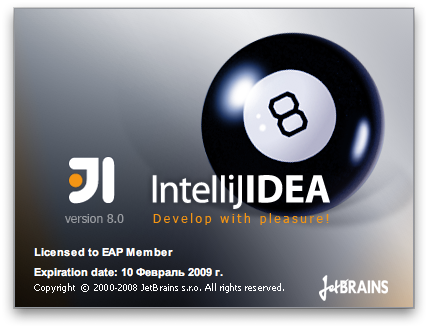 8
JI
IntelliJIDEA
version 8.0
Develop with pleasure!
Licensed to EAP Member
Expiration date: 10 Февраль 2009 г.
Copyright © 2000-2008 JetBrains s.r.o. All rights reserved.
JetBRAINS